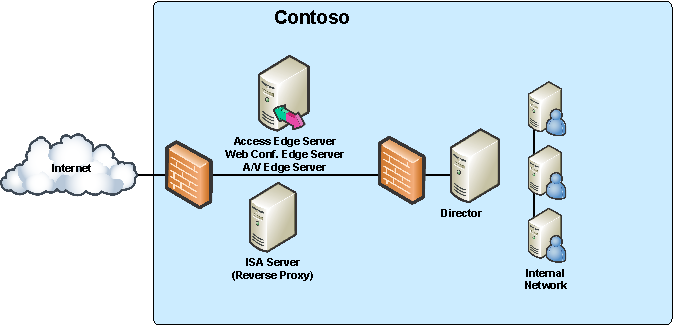 Contoso
Internet
Access Edge Server
Web Conf. Edge Server
A/V Edge Server
ISA Server
(Reverse Proxy)
Director
Internal
Network